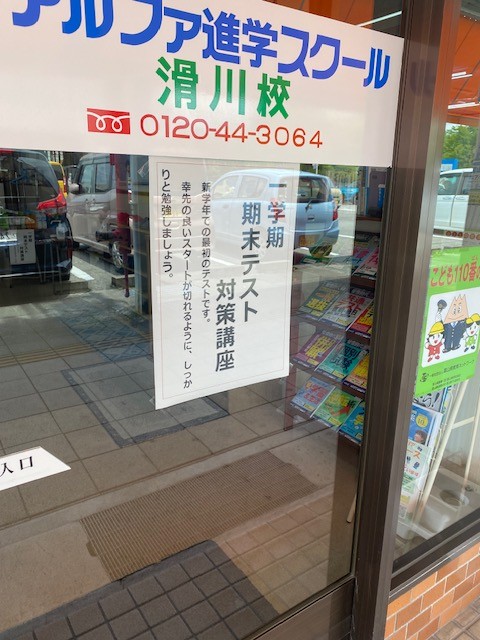 アルファ進学スクール
滑川校
0120-44-3064
一学期
期末テスト
対策講座
新学年での最初のテストです。
幸先の良いスタートが切れるように、しっか
りと勉強しましょう。
入口
こども110番